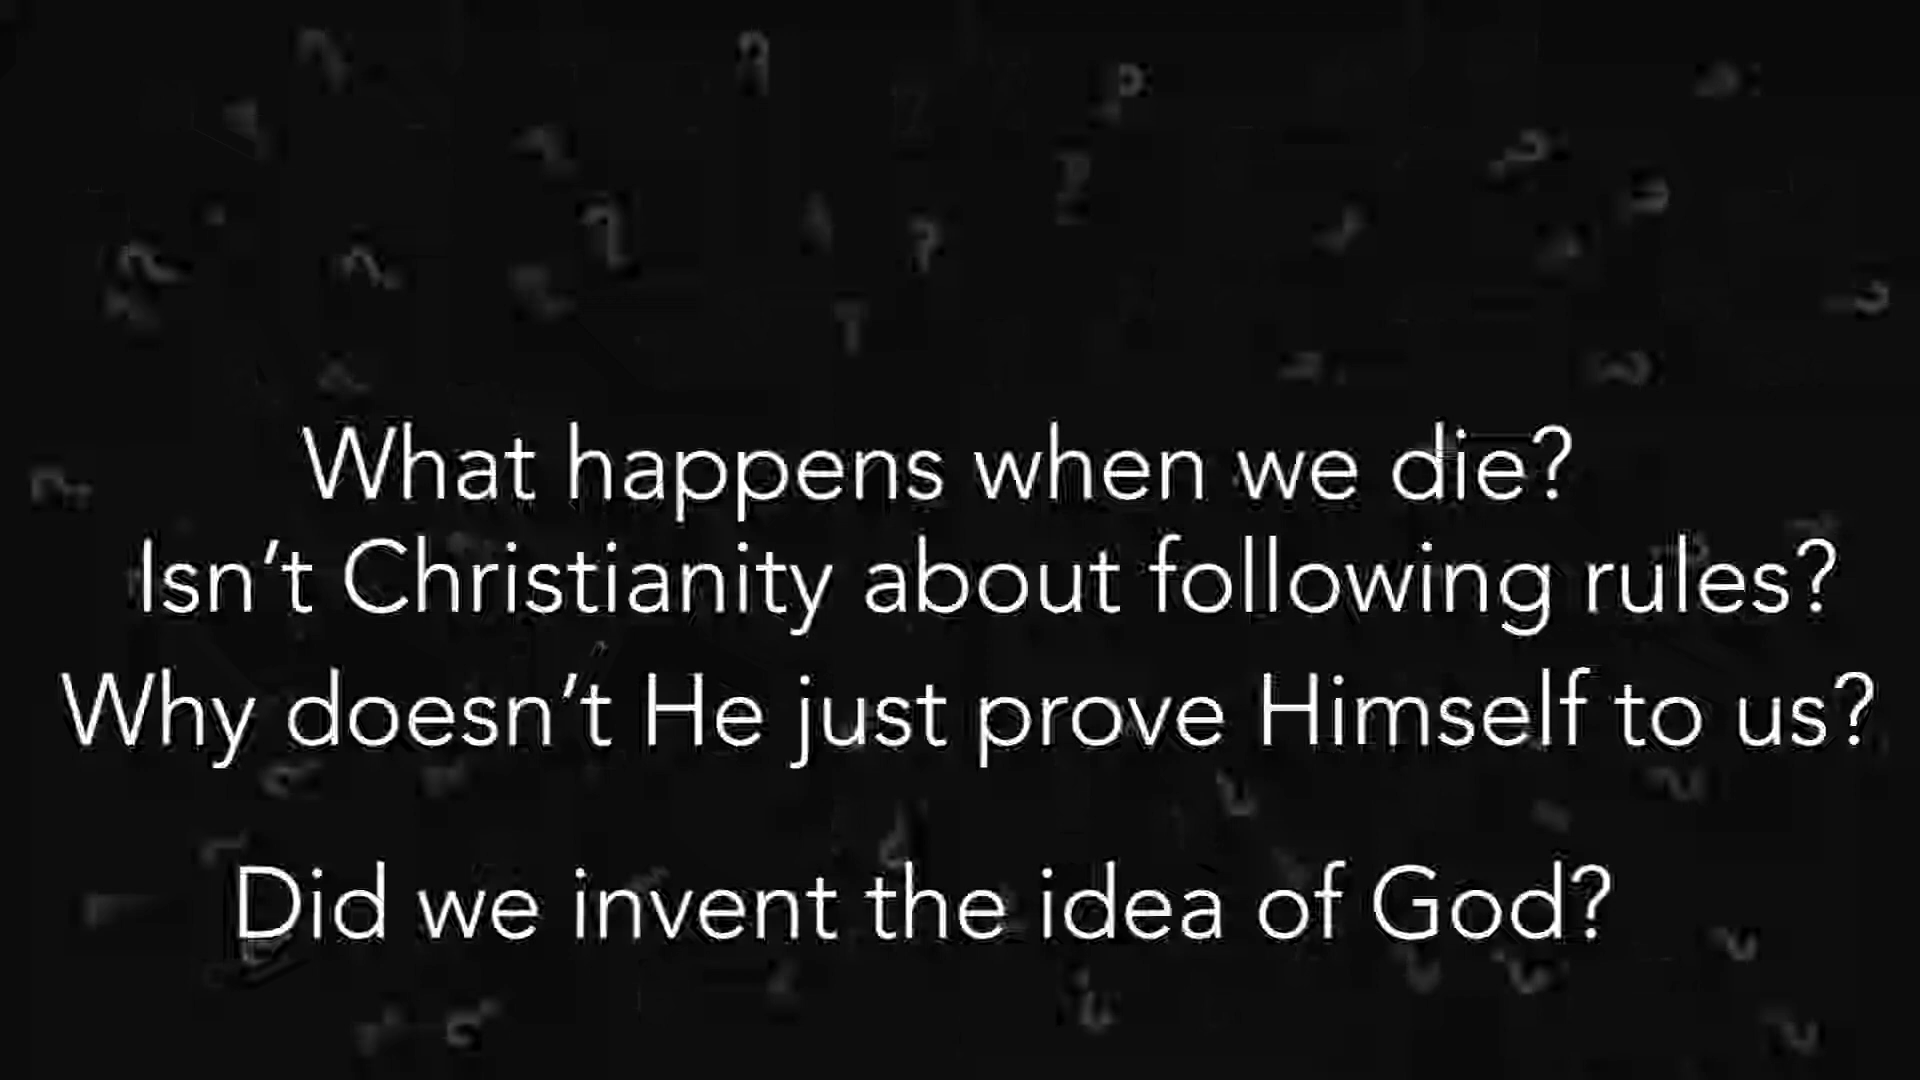 What happens when we die?
Isn’t Christianity about following rules?
Why doesn’t He just prove Himself to us?
Did we invent the idea of God?